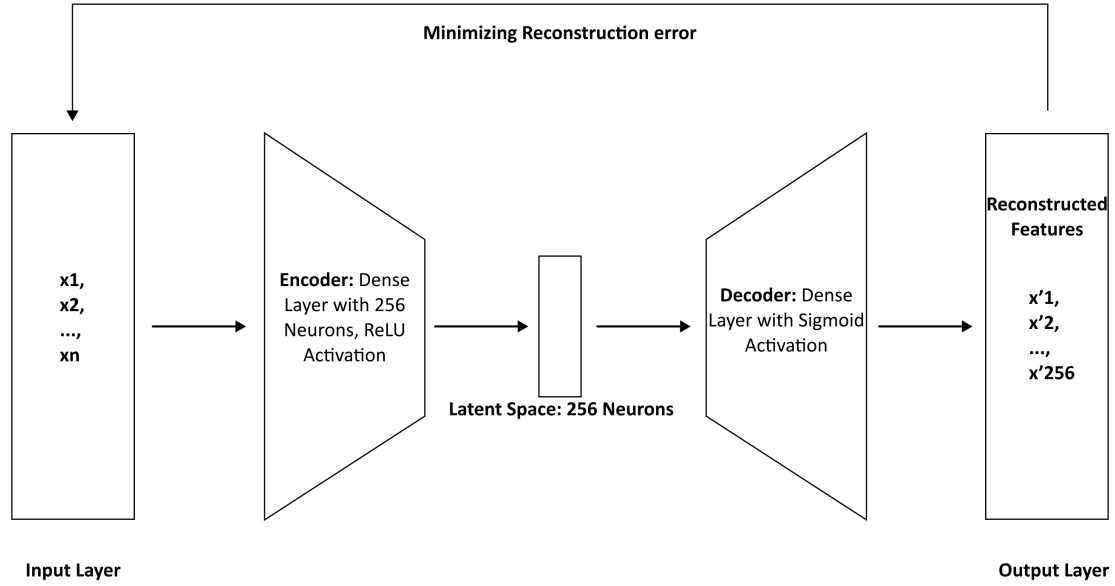 Minimizing Reconstruction error
x1,
x2,
...,
xn
Input Layer
Encoder: Dense
Layer with 256
Neurons, ReLU
Activation
Latent Space: 256 Neurons
Decoder: Dense
Layer with Sigmoid
Activation
Reconstructed
Features
x’1,
x’2,
...,
x’256
Output Layer